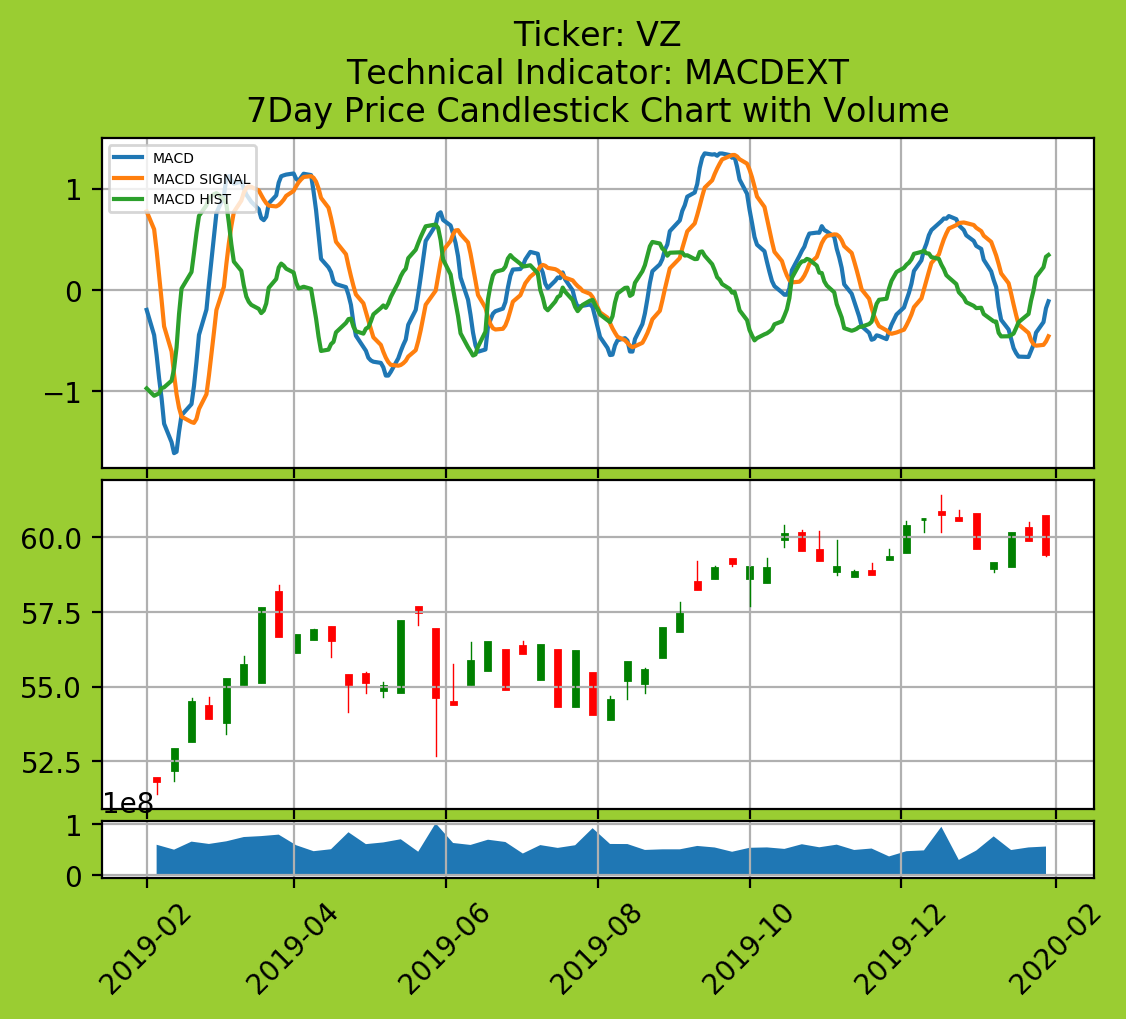 Ticker: VZ
Technical Indicator: MACDEXT
7Day Price Candlestick Chart with Volume
MACD
MACD SIGNAL
MACD HIST
1
0
−1
60.0
57.5
55.0
52.5
1e8
1
0
2019-02
2019-04
2019-06
2019-08
2019-10
2019-12
2020-02